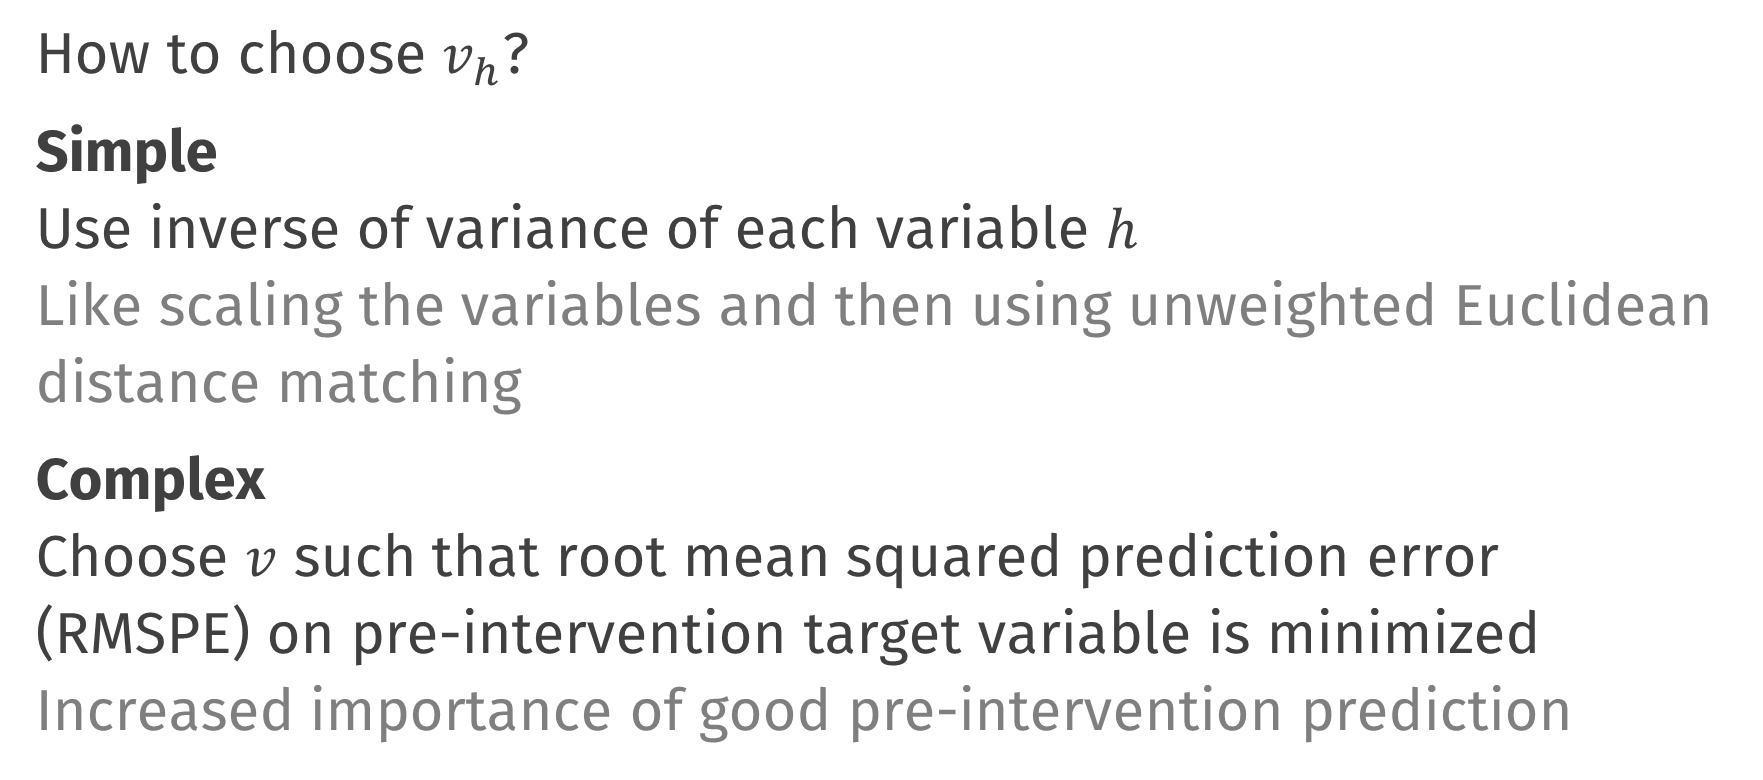 How to choose v_h?
Simple
Use inverse of variance of each variable h
Like scaling the variables and then using unweighted Euclidean
distance matching
Complex
Choose v such that root mean squared prediction error
(RMSPE) on pre-intervention target variable is minimized
Increased importance of good pre-intervention prediction